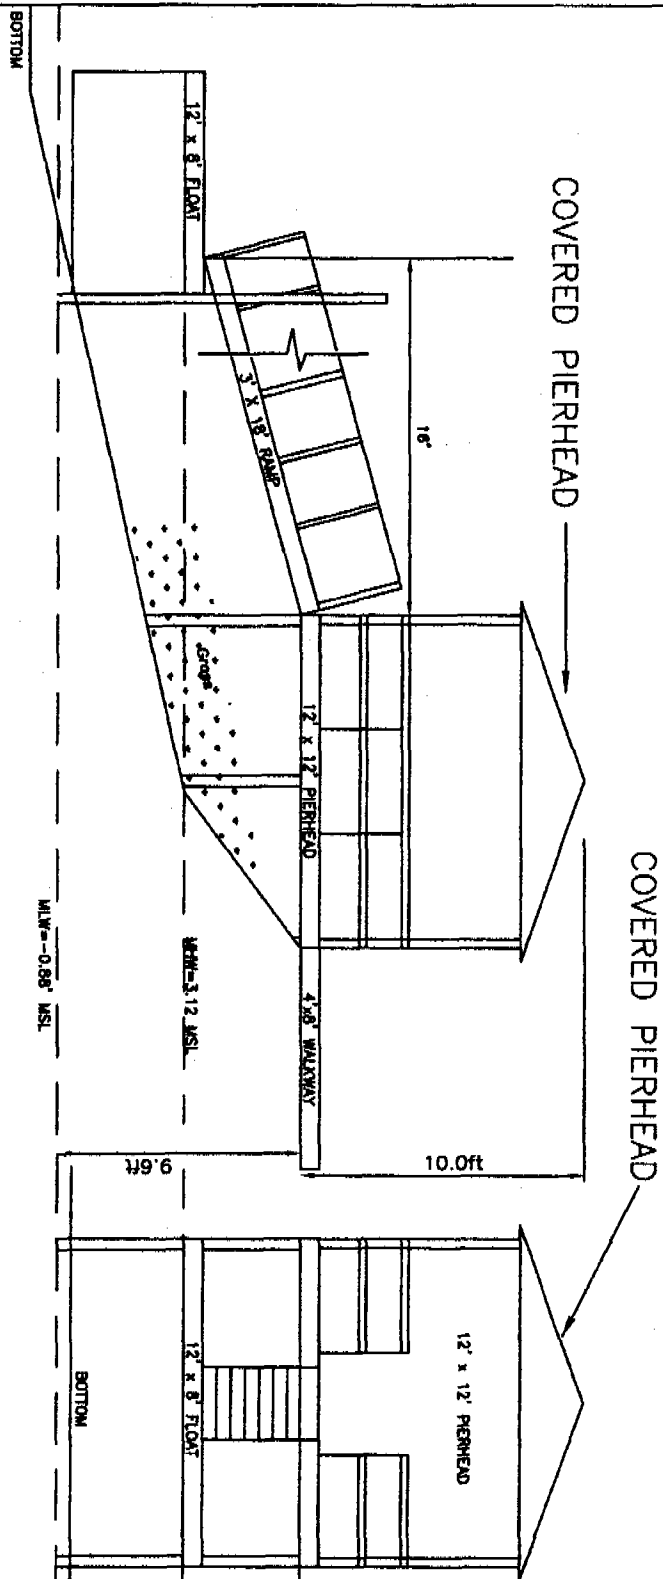 COVERED PIERHEAD
COVERED PIERHEAD
16'
10.0ft
12' x 12' PIERHEAD
3' X 18' RAMP
12' x 8' FLOAT
12' x 12' PIERHEAD
4'x8' WALKWAY
9.6ft
12' x 8' FLOAT
MHW=3.12 MSL
MLW=-0.88' MSL
BOTTOM
BOTTOM